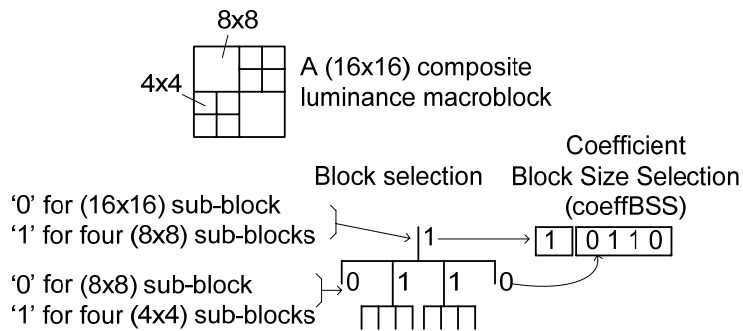 8x8
4x4
A (16x16) composite
luminance macroblock
Coefficient
Block selection
Block Size Selection
(coeffBSS)
‘0’ for (16x16) sub-block
‘1’ for four (8x8) sub-blocks
1
1 0 1 1 0
‘0’ for (8x8) sub-block
‘1’ for four (4x4) sub-blocks
0 1 1 0